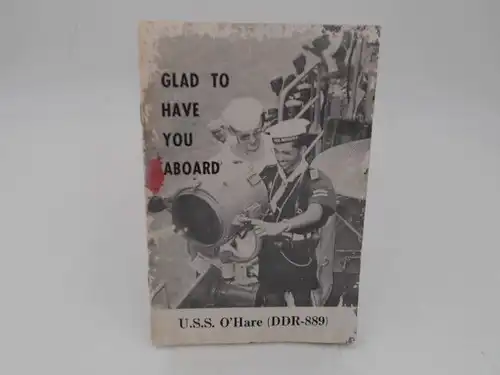 GLAD TO
HAVE
YOU
ABOARD
U.S.S. O'Hare (DDR-889)